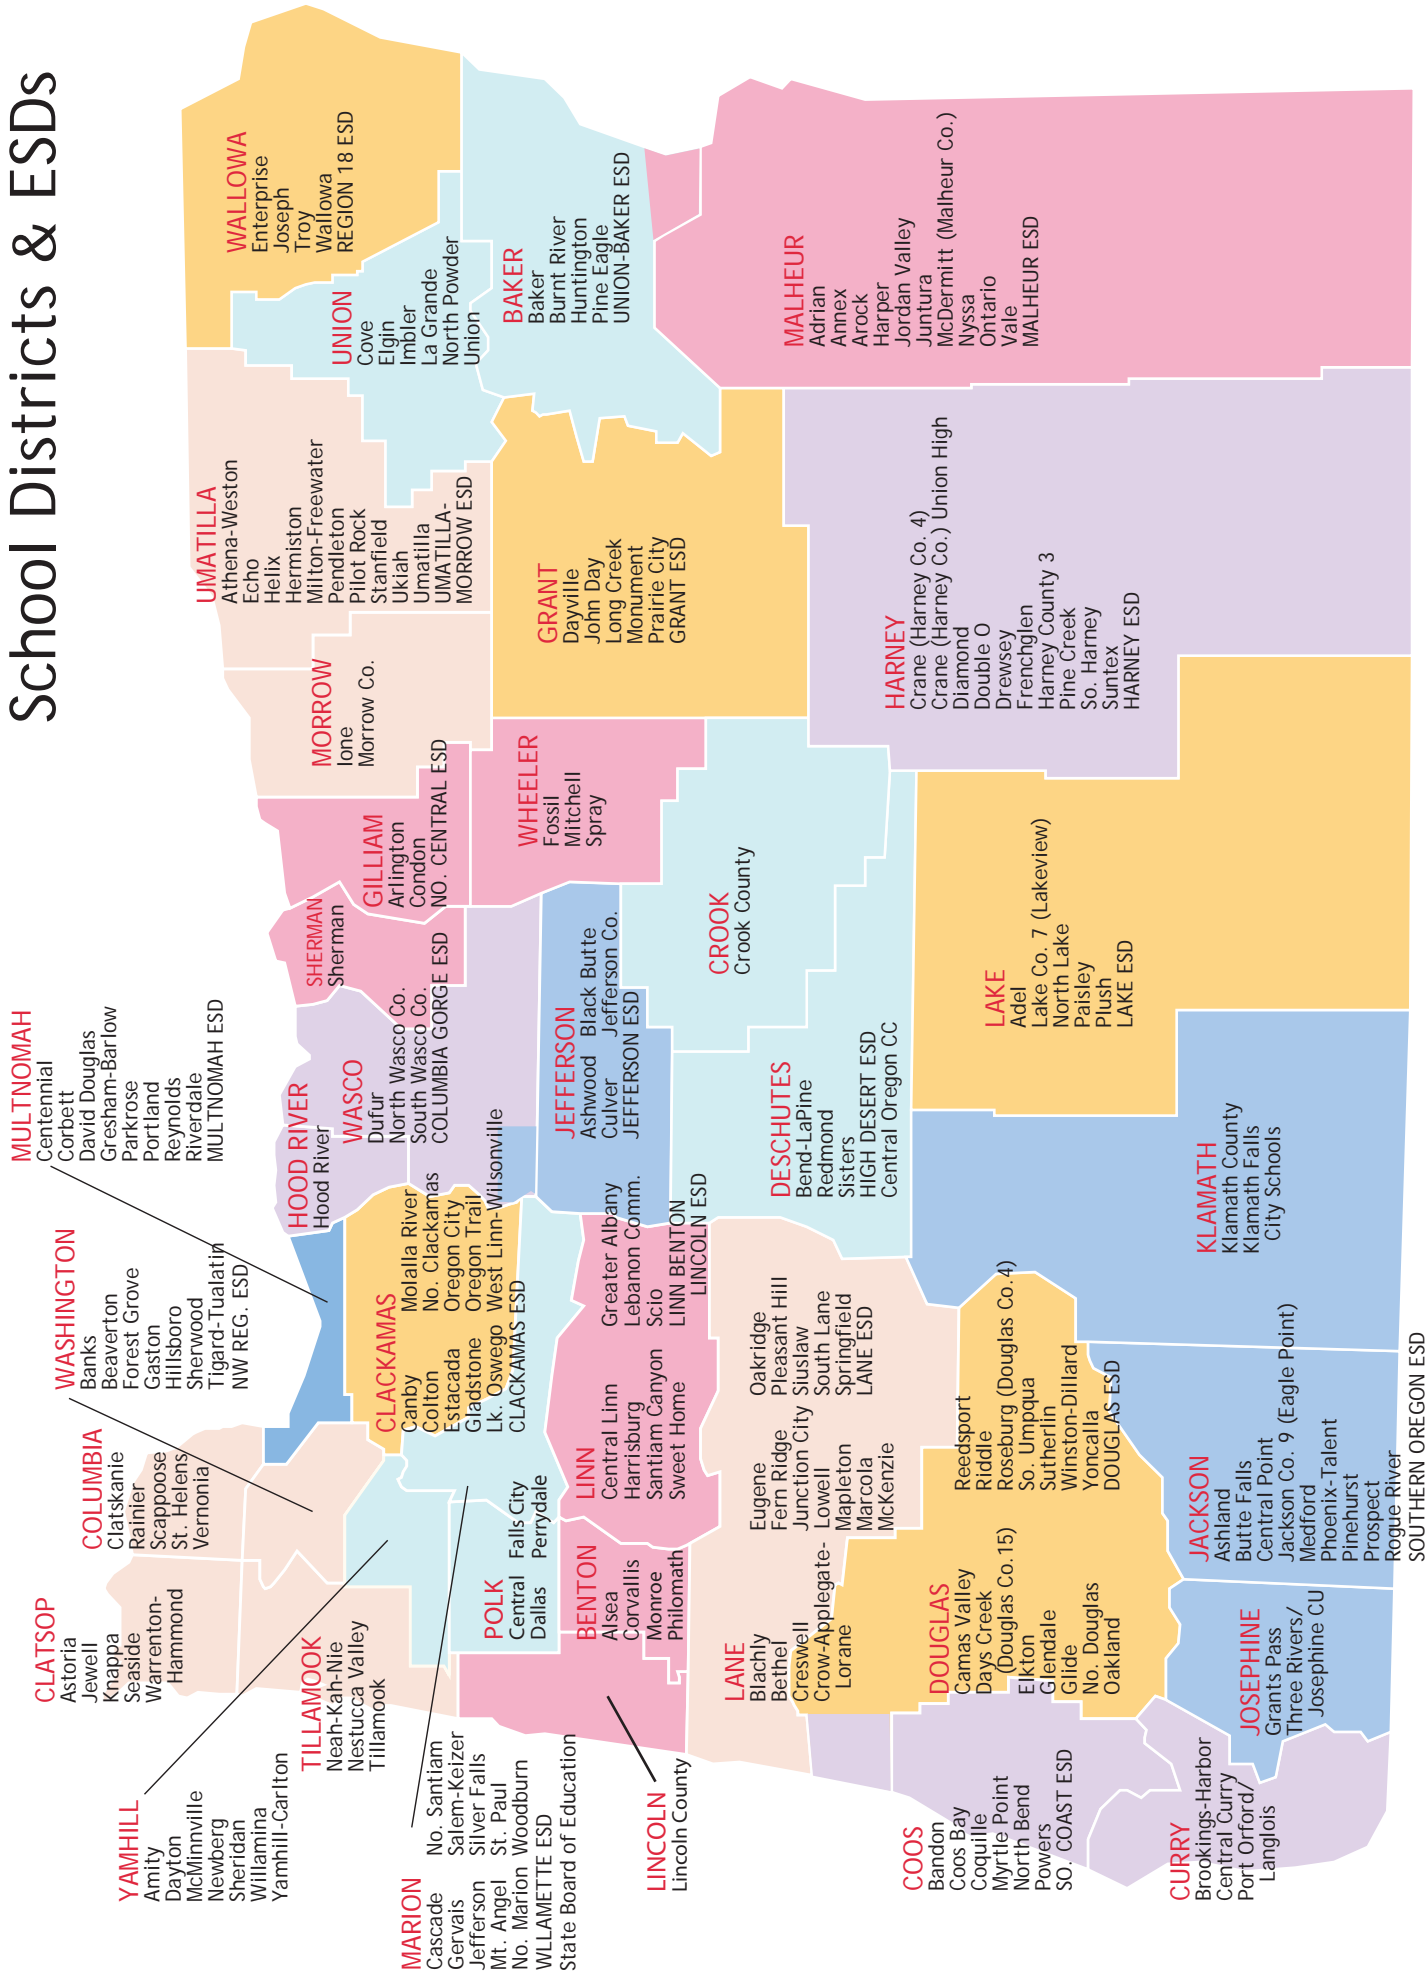 School Districts & ESDs
CLATSOP
Astoria
Jewell
Knappa
Seaside
Warrenton-
Hammond
COLUMBIA
Clatskanie
Rainier
Scappoose
St. Helens
Vernonia
WASHINGTON
Banks
Beaverton
Forest Grove
Gaston
Hillsboro
Sherwood
Tigard-Tualatin
NW REG. ESD
MULTNOMAH
Centennial
Corbett
David Douglas
Gresham-Barlow
Parkrose
Portland
Reynolds
Riverdale
MULTNOMAH ESD
HOOD RIVER
Hood River
WASCO
Dufur
North Wasco Co.
South Wasco Co.
COLUMBIA GORGE ESD
SHERMAN
Sherman
GILLIAM
Arlington
Condon
NO. CENTRAL ESD
MORROW
Ione
Morrow Co.
UMATILLA
Athena-Weston
Echo
Helix
Hermiston
Milton-Freewater
Pendleton
Pilot Rock
Stanfield
Ukiah
Umatilla
UMATILLA-
MORROW ESD
UNION
Cove
Elgin
Imbler
La Grande
North Powder
Union
WALLOWA
Enterprise
Joseph
Troy
Wallowa
REGION 18 ESD
YAMHILL
Amity
Dayton
McMinnville
Newberg
Sheridan
Willamina
Yamhill-Carlton
TILLAMOOK
Neah-Kah-Nie
Nestucca Valley
Tillamook
CLACKAMAS
Canby
Colton
Estacada
Gladstone
Lk. Oswego
Molalla River
No. Clackamas
Oregon City
Oregon Trail
West Linn-Wilsonville
CLACKAMAS ESD
MARION
Cascade
Gervais
Jefferson
Mt. Angel
No. Marion
No. Santiam
Salem-Keizer
Silver Falls
St. Paul
Woodburn
WLLAMETTE ESD
State Board of Education
POLK
Central
Dallas
Falls City
Perrydale
BENTON
Alsea
Corvallis
Monroe
Philomath
LINN
Central Linn
Harrisburg
Santiam Canyon
Sweet Home
Greater Albany
Lebanon Comm.
Scio
LINN BENTON
LINCOLN ESD
JEFFERSON
Ashwood
Culver
Black Butte
Jefferson Co.
JEFFERSON ESD
WHEELER
Fossil
Mitchell
Spray
GRANT
Dayville
John Day
Long Creek
Monument
Prairie City
GRANT ESD
BAKER
Baker
Burnt River
Huntington
Pine Eagle
UNION-BAKER ESD
LINCOLN
Lincoln County
LANE
Blachly
Bethel
Creswell
Crow-Applegate-
Lorane
Eugene
Fern Ridge
Junction City
Lowell
Mapleton
Marcola
McKenzie
Oakridge
Pleasant Hill
Siuslaw
South Lane
Springfield
LANE ESD
DESCHUTES
Bend-LaPine
Redmond
Sisters
HIGH DESERT ESD
Central Oregon CC
CROOK
Crook County
MALHEUR
Adrian
Annex
Arock
Harper
Jordan Valley
Juntura
McDermitt (Malheur Co.)
Nyssa
Ontario
Vale
MALHEUR ESD
HARNEY
Crane (Harney Co. 4)
Crane (Harney Co.) Union High
Diamond
Double O
Drewsey
Frenchglen
Harney County 3
Pine Creek
So. Harney
Suntex
HARNEY ESD
COOS
Bandon
Coos Bay
Coquille
Myrtle Point
North Bend
Powers
SO. COAST ESD
DOUGLAS
Camas Valley
Days Creek
(Douglas Co.15)
Elkton
Glendale
Glide
No. Douglas
Oakland
Reedsport
Riddle
Roseburg (Douglas Co.4)
So. Umpqua
Sutherlin
Winston-Dillard
Yoncalla
DOUGLAS ESD
LAKE
Adel
Lake Co. 7 (Lakeview)
North Lake
Paisley
Plush
LAKE ESD
CURRY
Brookings-Harbor
Central Curry
Port Orford/
Langlois
JOSEPHINE
Grants Pass
Three Rivers/
Josephine CU
JACKSON
Ashland
Butte Falls
Central Point
Jackson Co. 9 (Eagle Point)
Medford
Phoenix-Talent
Pinehurst
Prospect
Rogue River
SOUTHERN OREGON ESD
KLAMATH
Klamath County
Klamath Falls
City Schools